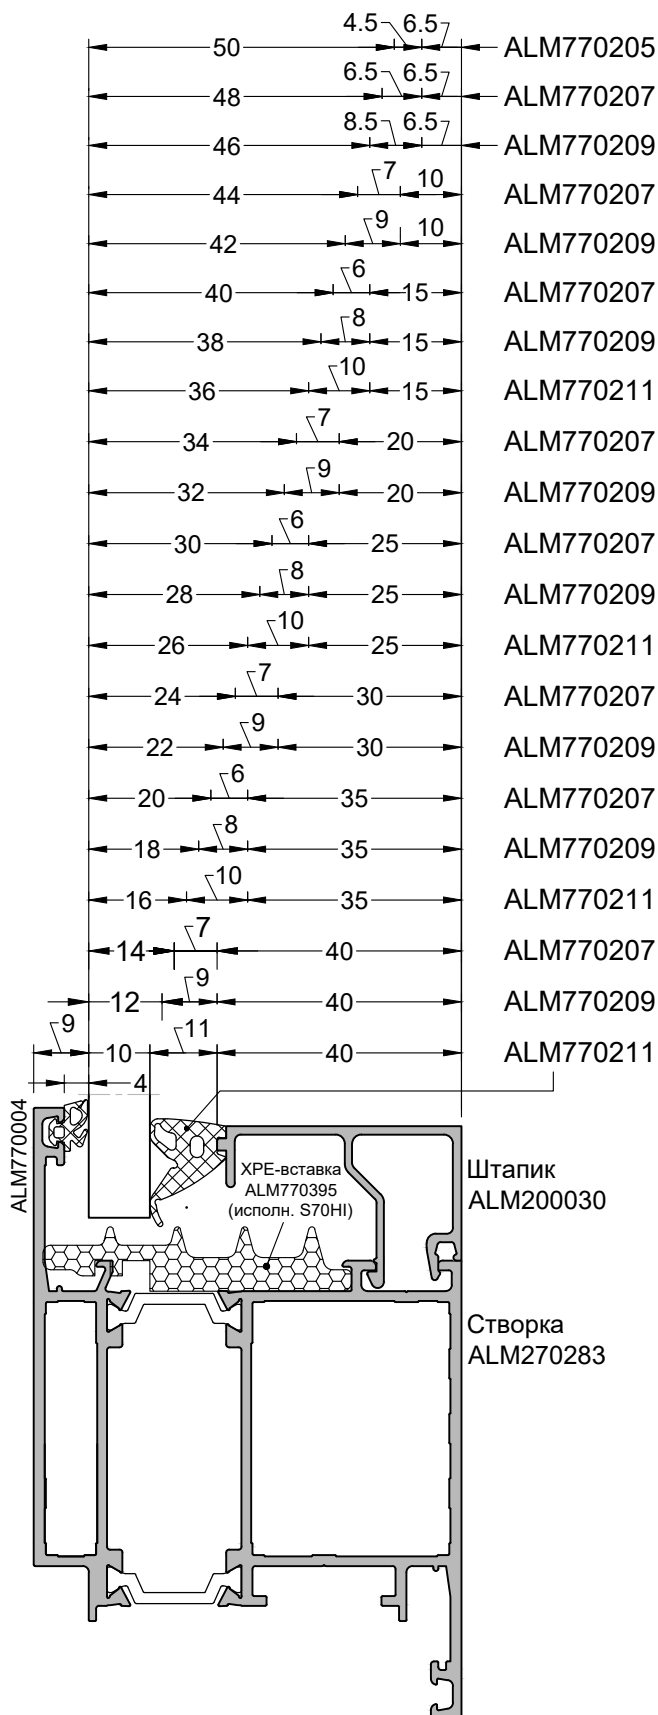 4.5 6.5
50 ALM770205
6.5 6.5
48 ALM770207
8.5 6.5
46 ALM770209
7
44 10 ALM770207
9
42 10 ALM770209
6
40 15 ALM770207
8
38 15 ALM770209
10
36 15 ALM770211
7
34 20 ALM770207
9
32 20 ALM770209
6
30 25 ALM770207
8
28 25 ALM770209
10
26 25 ALM770211
7
24 30 ALM770207
9
22 30 ALM770209
6
20 35 ALM770207
8
18 35 ALM770209
10
16 35 ALM770211
7
14 40 ALM770207
9
12 40 ALM770209
9 11
10 40 ALM770211
4
ALM770004
XPE-вставка
ALM770395
(исполн. S70HI)
Штапик
ALM200030
Створка
ALM270283